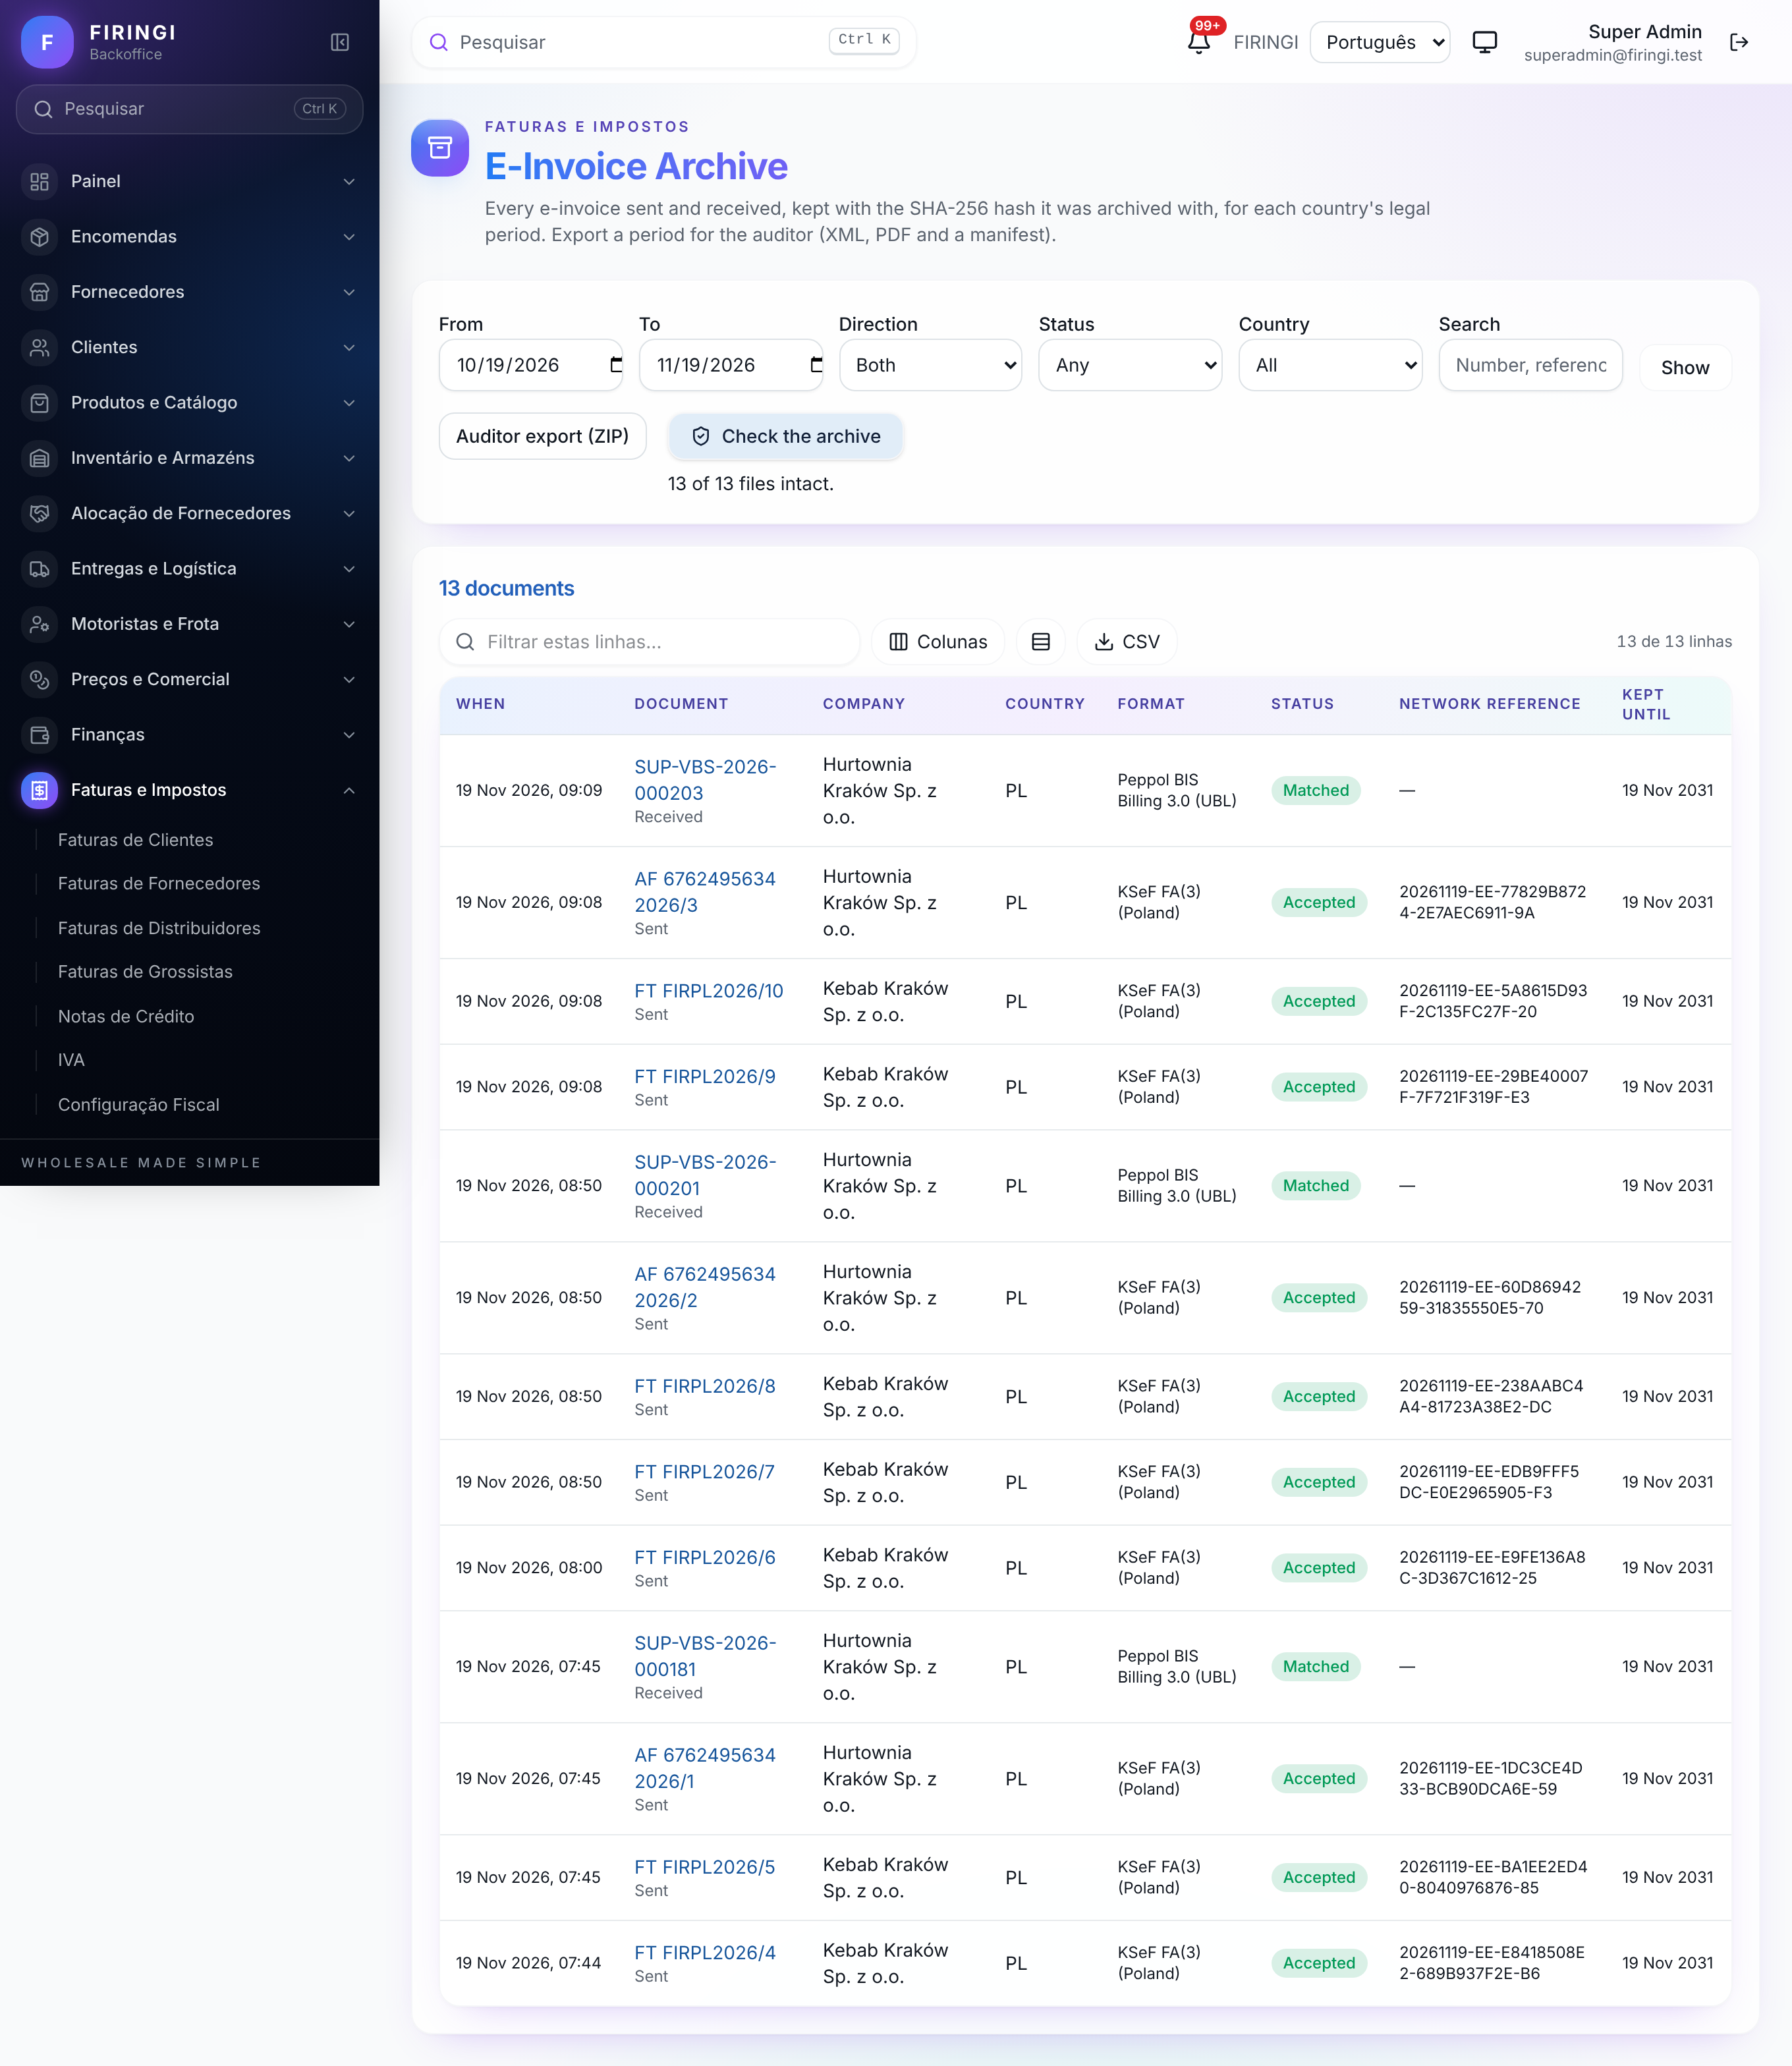 F
FIRINGI
Backoffice
Pesquisar
Ctrl K
Painel
Encomendas
Fornecedores
Clientes
Produtos e Catálogo
Inventário e Armazéns
Alocação de Fornecedores
Entregas e Logística
Motoristas e Frota
Preços e Comercial
Finanças
Faturas e Impostos
Faturas de Clientes
Faturas de Fornecedores
Faturas de Distribuidores
Faturas de Grossistas
Notas de Crédito
IVA
Configuração Fiscal
WHOLESALE MADE SIMPLE
Pesquisar
Ctrl K
99+
FIRINGI
Português
Super Admin
superadmin@firingi.test
FATURAS E IMPOSTOS
E-Invoice Archive
Every e-invoice sent and received, kept with the SHA-256 hash it was archived with, for each country's legal
period. Export a period for the auditor (XML, PDF and a manifest).
From
To
Direction
Status
Country
Search
10/19/2026
11/19/2026
Both
Any
All
Number, referenc
Show
Auditor export (ZIP)
Check the archive
13 of 13 files intact.
13 documents
Filtrar estas linhas...
Colunas
CSV
13 de 13 linhas
WHEN
DOCUMENT
COMPANY
COUNTRY
FORMAT
STATUS
NETWORK REFERENCE
KEPT
UNTIL
19 Nov 2026, 09:09
SUP-VBS-2026-
000203
Received
Hurtownia
Kraków Sp. z
o.o.
PL
Peppol BIS
Billing 3.0 (UBL)
Matched
—
19 Nov 2031
19 Nov 2026, 09:08
AF 6762495634
2026/3
Sent
Hurtownia
Kraków Sp. z
o.o.
PL
KSeF FA(3)
(Poland)
Accepted
20261119-EE-77829B872
4-2E7AEC6911-9A
19 Nov 2031
19 Nov 2026, 09:08
FT FIRPL2026/10
Sent
Kebab Kraków
Sp. z o.o.
PL
KSeF FA(3)
(Poland)
Accepted
20261119-EE-5A8615D93
F-2C135FC27F-20
19 Nov 2031
19 Nov 2026, 09:08
FT FIRPL2026/9
Sent
Kebab Kraków
Sp. z o.o.
PL
KSeF FA(3)
(Poland)
Accepted
20261119-EE-29BE40007
F-7F721F319F-E3
19 Nov 2031
19 Nov 2026, 08:50
SUP-VBS-2026-
000201
Received
Hurtownia
Kraków Sp. z
o.o.
PL
Peppol BIS
Billing 3.0 (UBL)
Matched
—
19 Nov 2031
19 Nov 2026, 08:50
AF 6762495634
2026/2
Sent
Hurtownia
Kraków Sp. z
o.o.
PL
KSeF FA(3)
(Poland)
Accepted
20261119-EE-60D86942
59-31835550E5-70
19 Nov 2031
19 Nov 2026, 08:50
FT FIRPL2026/8
Sent
Kebab Kraków
Sp. z o.o.
PL
KSeF FA(3)
(Poland)
Accepted
20261119-EE-238AABC4
A4-81723A38E2-DC
19 Nov 2031
19 Nov 2026, 08:50
FT FIRPL2026/7
Sent
Kebab Kraków
Sp. z o.o.
PL
KSeF FA(3)
(Poland)
Accepted
20261119-EE-EDB9FFF5
DC-E0E2965905-F3
19 Nov 2031
19 Nov 2026, 08:00
FT FIRPL2026/6
Sent
Kebab Kraków
Sp. z o.o.
PL
KSeF FA(3)
(Poland)
Accepted
20261119-EE-E9FE136A8
C-3D367C1612-25
19 Nov 2031
19 Nov 2026, 07:45
SUP-VBS-2026-
000181
Received
Hurtownia
Kraków Sp. z
o.o.
PL
Peppol BIS
Billing 3.0 (UBL)
Matched
—
19 Nov 2031
19 Nov 2026, 07:45
AF 6762495634
2026/1
Sent
Hurtownia
Kraków Sp. z
o.o.
PL
KSeF FA(3)
(Poland)
Accepted
20261119-EE-1DC3CE4D
33-BCB90DCA6E-59
19 Nov 2031
19 Nov 2026, 07:45
FT FIRPL2026/5
Sent
Kebab Kraków
Sp. z o.o.
PL
KSeF FA(3)
(Poland)
Accepted
20261119-EE-BA1EE2ED4
0-8040976876-85
19 Nov 2031
19 Nov 2026, 07:44
FT FIRPL2026/4
Sent
Kebab Kraków
Sp. z o.o.
PL
KSeF FA(3)
(Poland)
Accepted
20261119-EE-E8418508E
2-689B937F2E-B6
19 Nov 2031